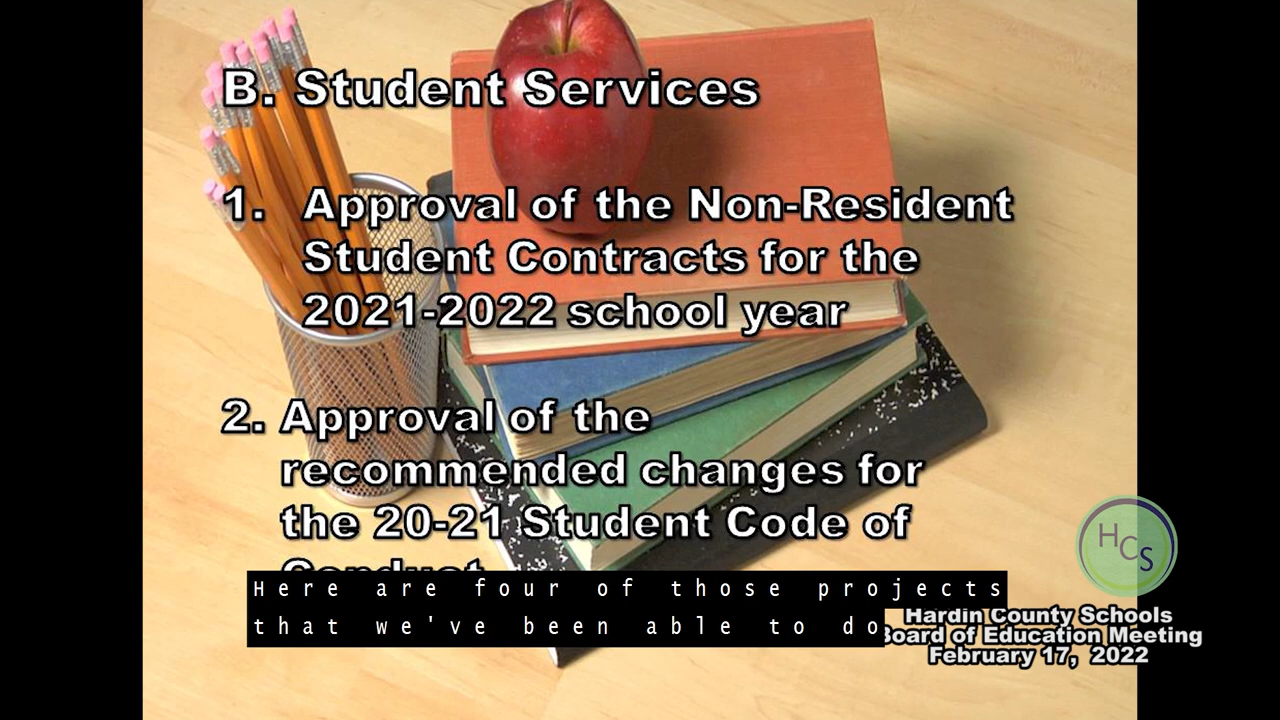 B. Student Services
1. Approval of the Non-Resident
Student Contracts for the
2021-2022 school year
2. Approval of the
recommended changes for
the 20-21 Student Code of
Conduct
Here are four of those projects
that we've been able to do
HCS
Hardin County Schools
Board of Education Meeting
February 17, 2022